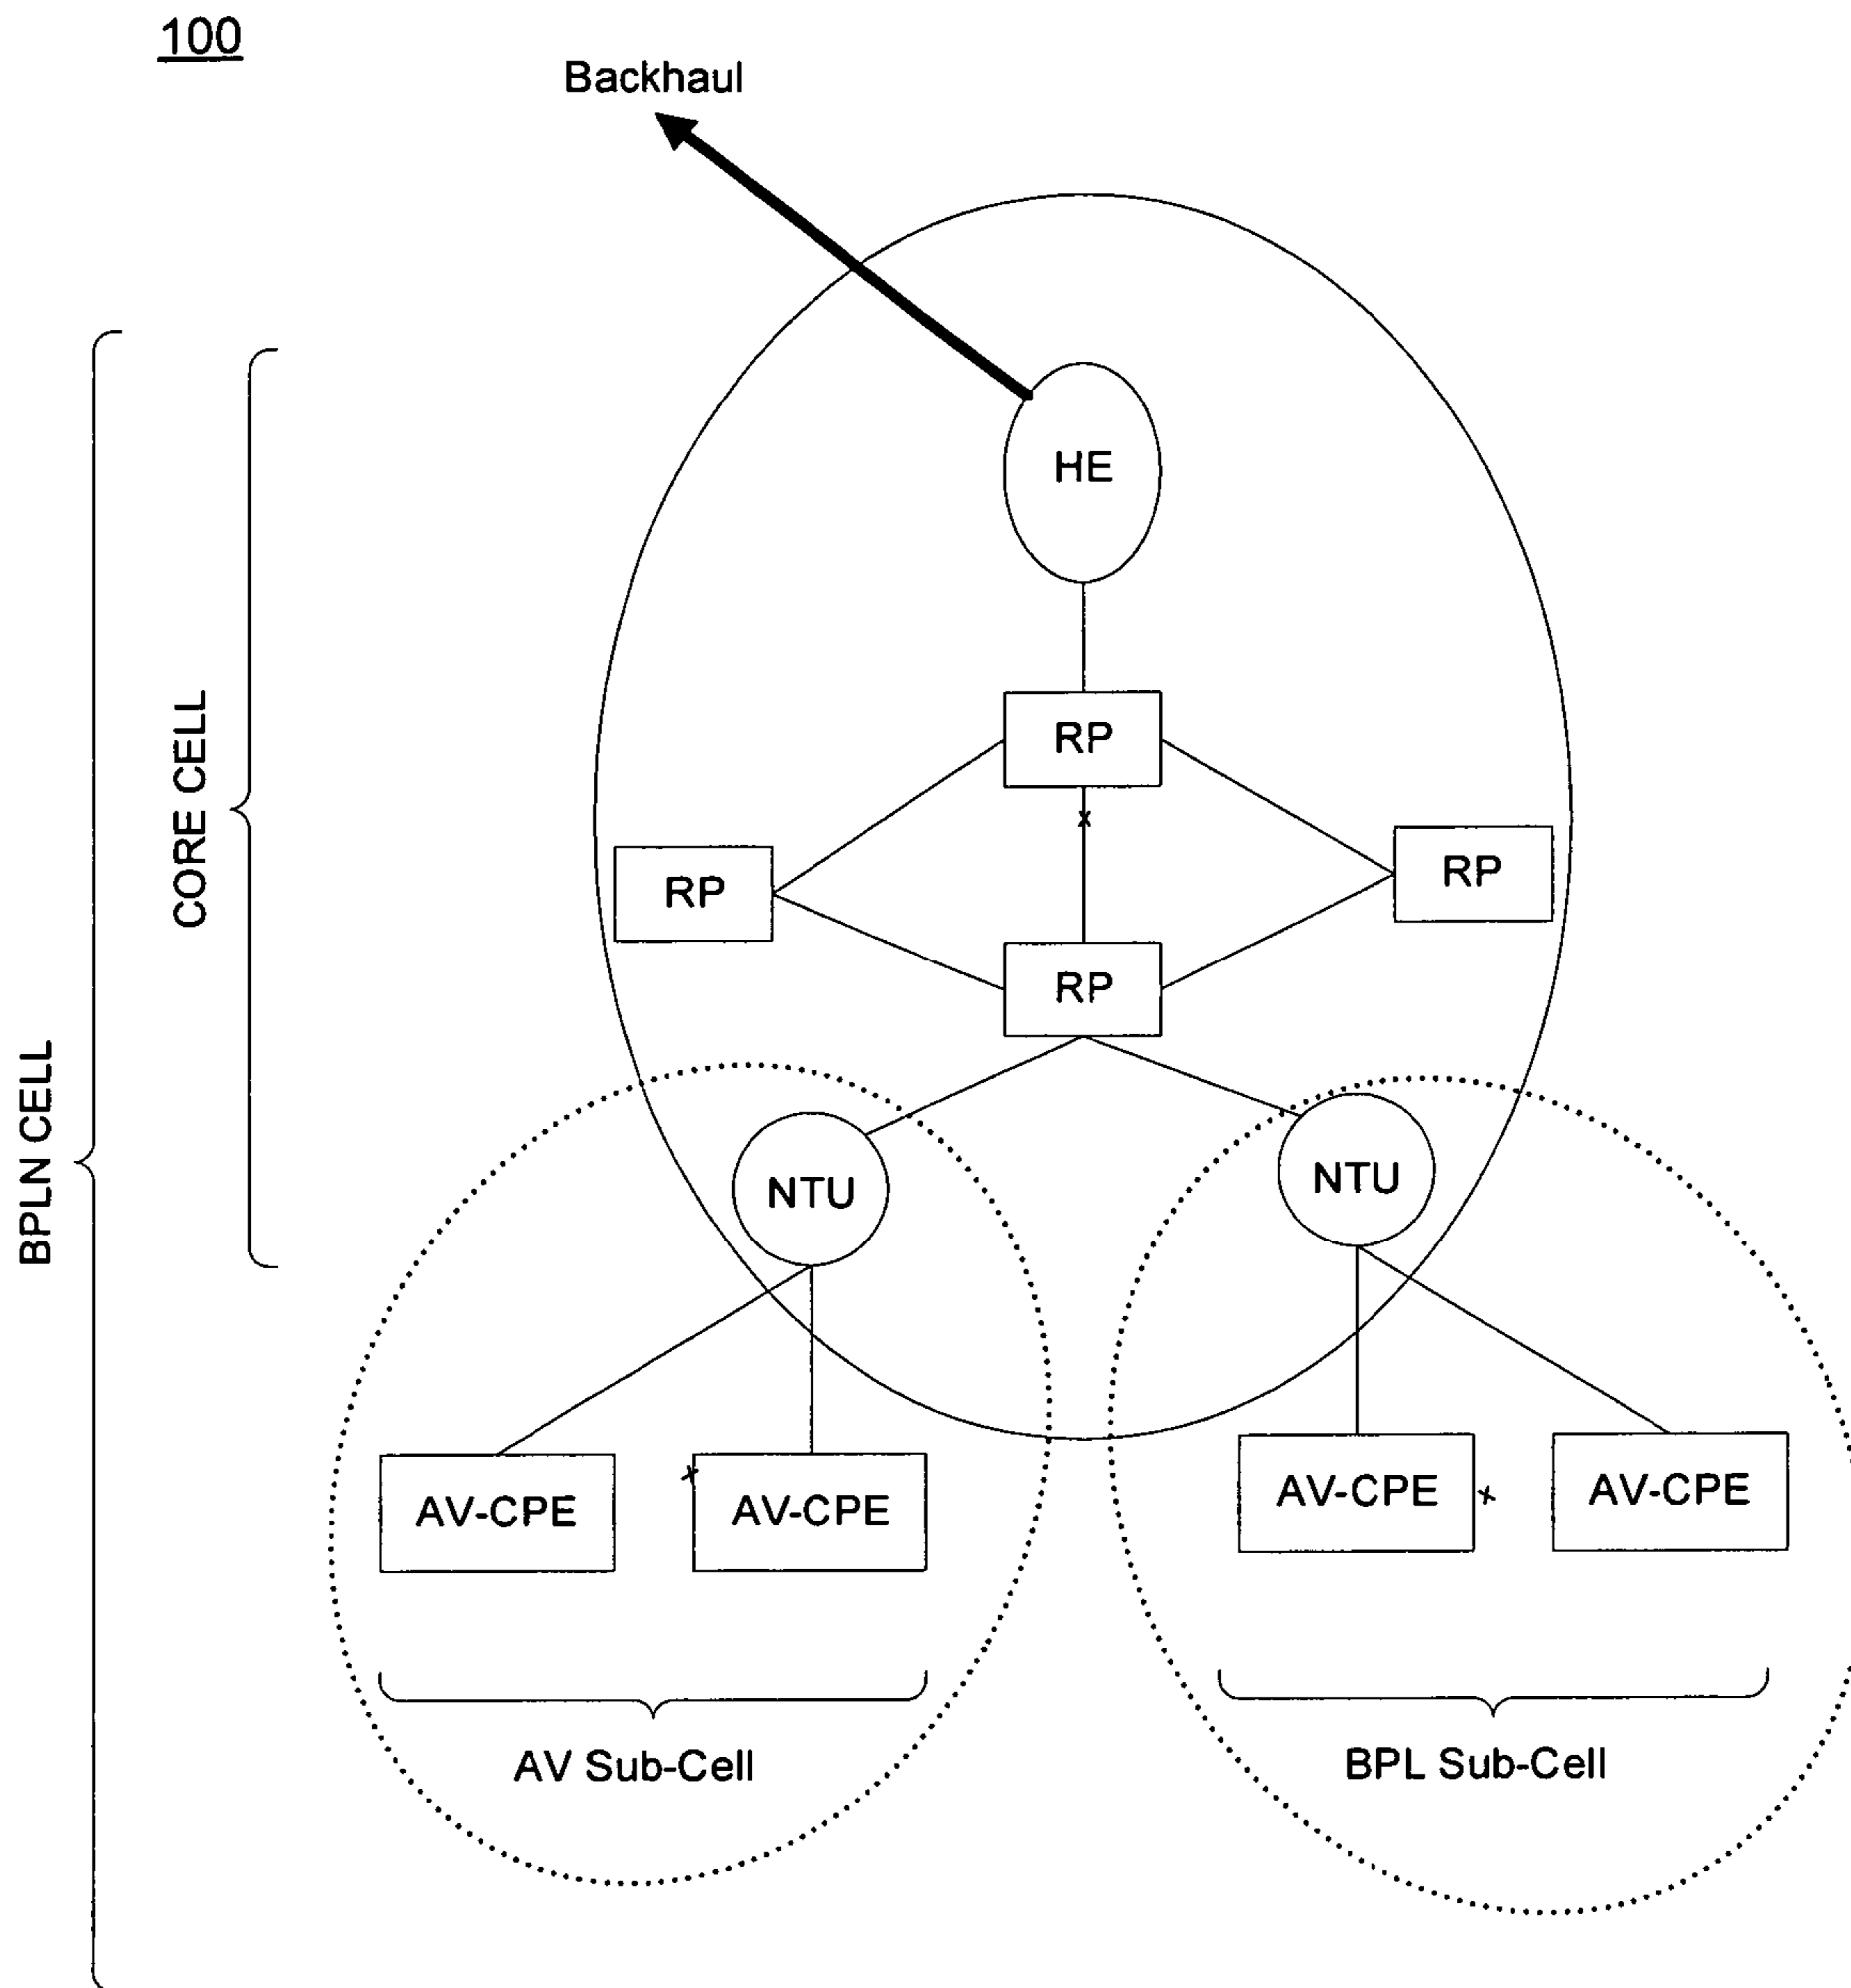 100
Backhaul
HE
RP
x
RP
RP
RP
CORE CELL
BPLN CELL
NTU
NTU
AV-CPE
x
AV-CPE
AV-CPE
x
AV-CPE
AV Sub-Cell
BPL Sub-Cell